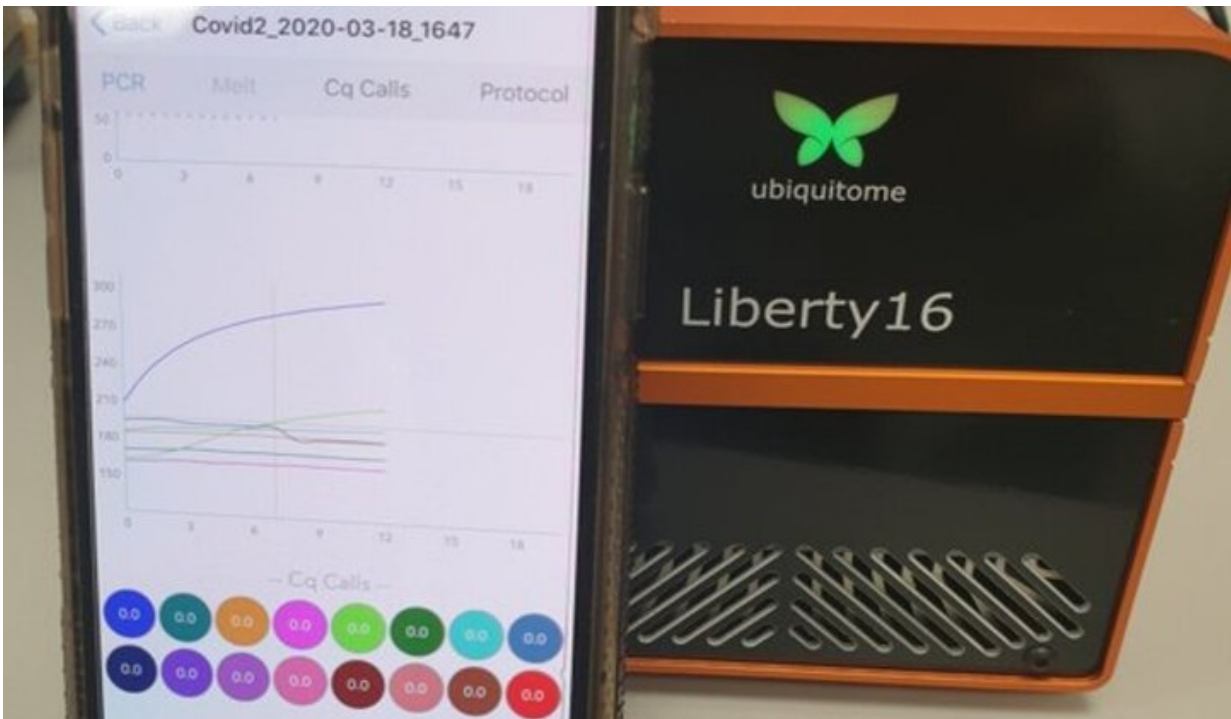 Back Covid2_2020-03-18_1647
PCR Melt Cq Calls Protocol
50
0
0 3 6 9 12 15 18
300
270
240
210
180
150
0 3 6 9 12 15 18
-- Cq Calls --
0.0 0.0 0.0 0.0 0.0 0.0 0.0 0.0
0.0 0.0 0.0 0.0 0.0 0.0 0.0 0.0
ubiquitome
Liberty16